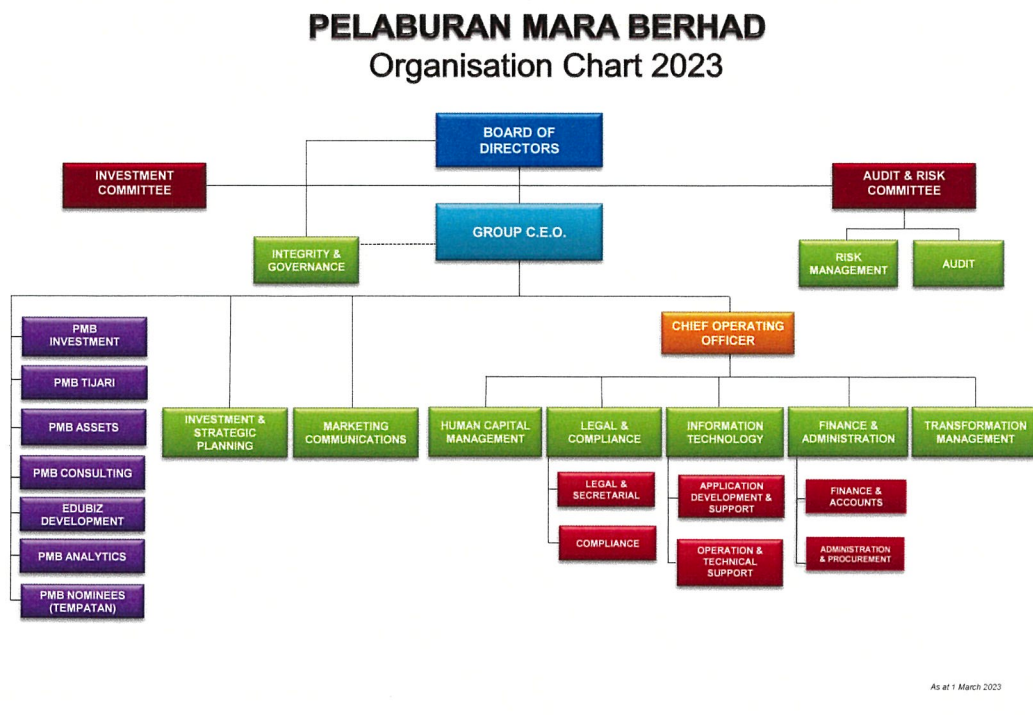 PELABURAN MARA BERHAD
Organisation Chart 2023
BOARD OF
DIRECTORS
INVESTMENT
COMMITTEE
AUDIT & RISK
COMMITTEE
GROUP C.E.O.
INTEGRITY &
GOVERNANCE
RISK
MANAGEMENT
AUDIT
CHIEF OPERATING
OFFICER
PMB
INVESTMENT
PMB TIJARI
PMB ASSETS
PMB CONSULTING
EDUBIZ
DEVELOPMENT
PMB ANALYTICS
PMB NOMINEES
(TEMPATAN)
INVESTMENT &
STRATEGIC
PLANNING
MARKETING
COMMUNICATIONS
HUMAN CAPITAL
MANAGEMENT
LEGAL &
COMPLIANCE
INFORMATION
TECHNOLOGY
FINANCE &
ADMINISTRATION
TRANSFORMATION
MANAGEMENT
LEGAL &
SECRETARIAL
COMPLIANCE
APPLICATION
DEVELOPMENT &
SUPPORT
OPERATION &
TECHNICAL
SUPPORT
FINANCE &
ACCOUNTS
ADMINISTRATION
& PROCUREMENT
As at 1 March 2023